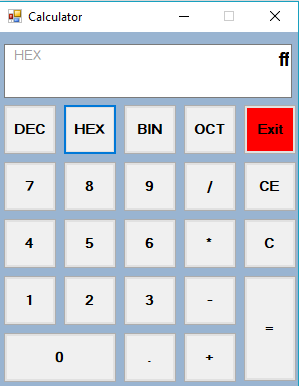 Calculator
HEX
ff
DEC HEX BIN OCT Exit
7 8 9 / CE
4 5 6 * C
1 2 3 -
=
0 . +